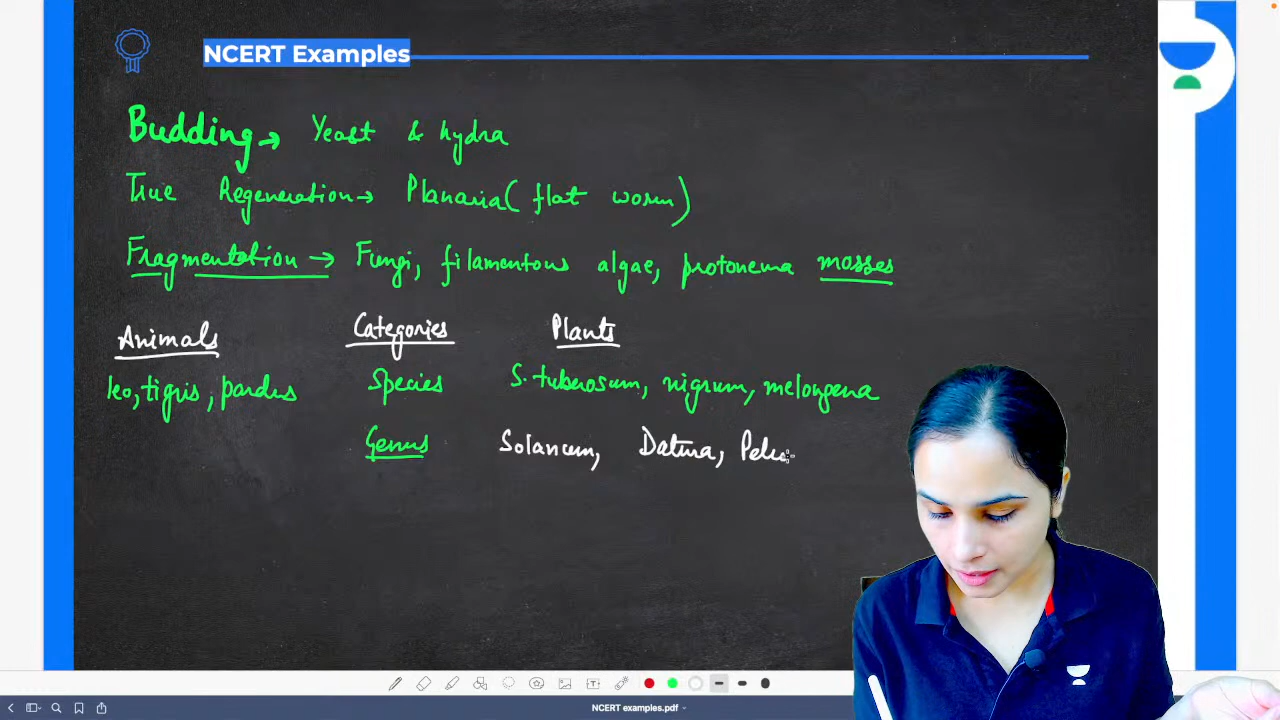 NCERT Examples
Budding → Yeast & hydra
True Regeneration → Planaria (flat worm)
Fragmentation → Fungi, filamentous algae, protonema mosses
Animals Categories Plants
leo, tigris, pardus Species S. tuberosum, nigrum, melongena
Genus Solanum, Datura,
NCERT examples.pdf